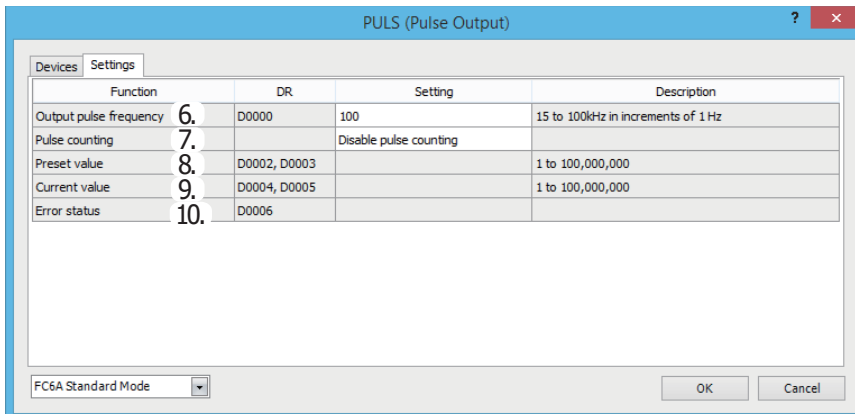 PULS (Pulse Output) ? ×
Devices Settings
Function DR Setting Description
Output pulse frequency 6. D0000 100 15 to 100kHz in increments of 1 Hz
Pulse counting 7. Disable pulse counting
Preset value 8. D0002, D0003 1 to 100,000,000
Current value 9. D0004, D0005 1 to 100,000,000
Error status 10. D0006
FC6A Standard Mode OK Cancel